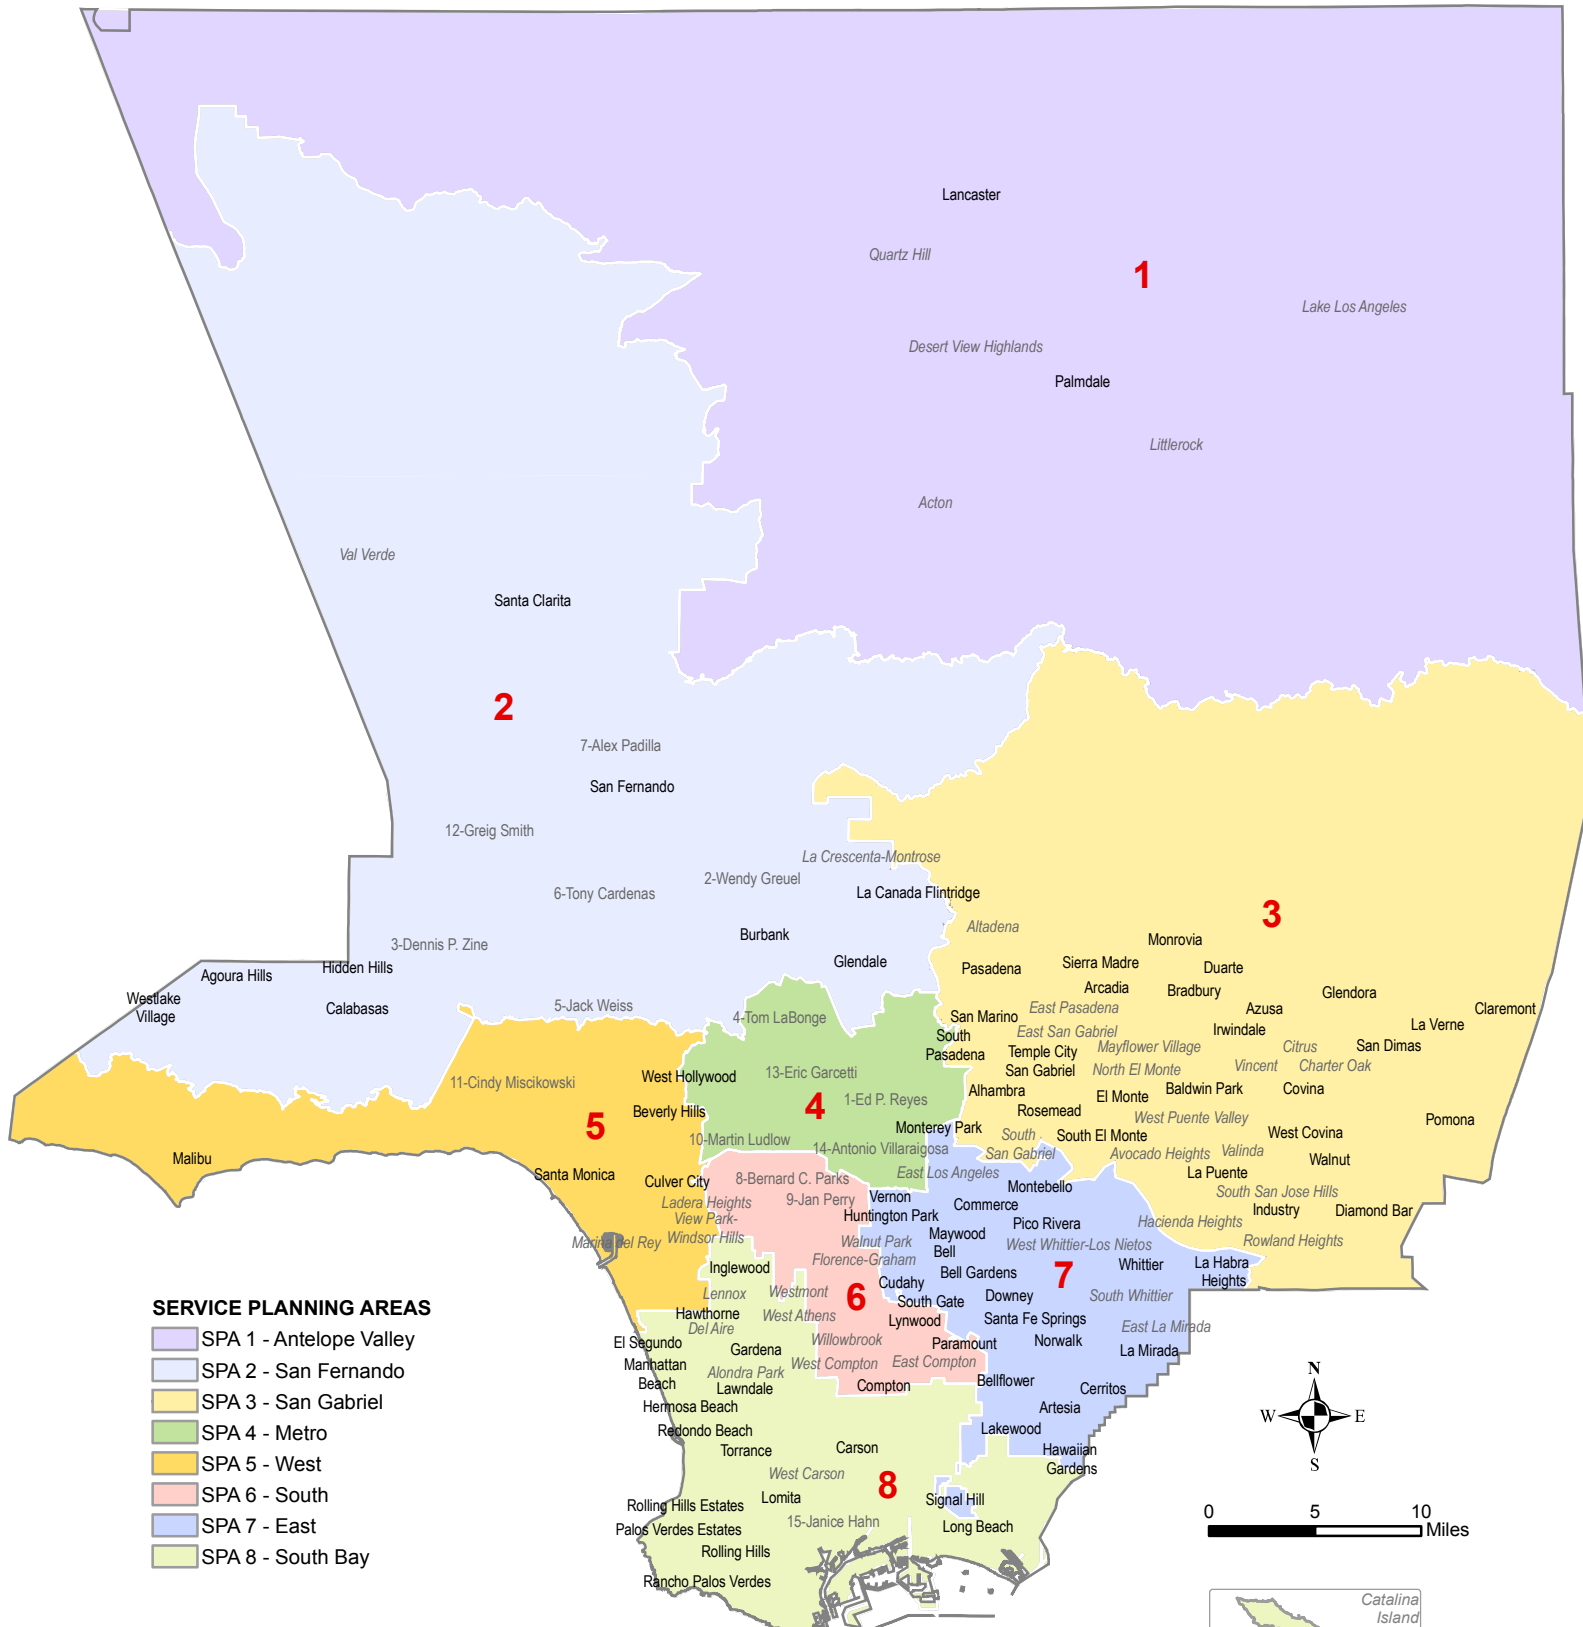 Lancaster
Quartz Hill
1
Lake Los Angeles
Desert View Highlands
Palmdale
Littlerock
Acton
Val Verde
Santa Clarita
2
7-Alex Padilla
San Fernando
12-Greig Smith
La Crescenta-Montrose
2-Wendy Greuel
6-Tony Cardenas
La Canada Flintridge
3
Altadena
Burbank
Monrovia
3-Dennis P. Zine
Glendale
Pasadena
Sierra Madre
Duarte
Agoura Hills
Hidden Hills
Arcadia
Bradbury
Glendora
Westlake
Village
Calabasas
5-Jack Weiss
4-Tom LaBonge
San Marino
East Pasadena
Azusa
Claremont
South
Pasadena
East San Gabriel
Irwindale
La Verne
Temple City
Mayflower Village
Citrus
San Dimas
San Gabriel
North El Monte
Vincent
Charter Oak
11-Cindy Miscikowski
West Hollywood
13-Eric Garcetti
Alhambra
El Monte
Baldwin Park
Covina
Beverly Hills
4
1-Ed P. Reyes
Rosemead
West Puente Valley
Pomona
5
10-Martin Ludlow
14-Antonio Villaraigosa
Monterey Park
South
San Gabriel
South El Monte
West Covina
Malibu
Avocado Heights
Valinda
Walnut
Santa Monica
Culver City
8-Bernard C. Parks
East Los Angeles
La Puente
9-Jan Perry
Vernon
Montebello
South San Jose Hills
Ladera Heights
View Park-
Windsor Hills
Huntington Park
Commerce
Industry
Diamond Bar
Marina del Rey
Walnut Park
Maywood
Pico Rivera
Hacienda Heights
Florence-Graham
Bell
West Whittier-Los Nietos
Rowland Heights
Inglewood
Bell Gardens
7
Whittier
La Habra
Heights
Lennox
Westmont
6
Cudahy
Downey
South Whittier
Hawthorne
West Athens
South Gate
Del Aire
Lynwood
Santa Fe Springs
East La Mirada
El Segundo
Gardena
Willowbrook
Paramount
Norwalk
La Mirada
Manhattan
Beach
Alondra Park
West Compton
East Compton
Lawndale
Compton
Bellflower
Cerritos
Hermosa Beach
Artesia
Redondo Beach
Lakewood
Torrance
Carson
Hawaiian
Gardens
West Carson
8
Rolling Hills Estates
Lomita
Signal Hill
Palos Verdes Estates
15-Janice Hahn
Long Beach
Rolling Hills
Rancho Palos Verdes
SERVICE PLANNING AREAS
SPA 1 - Antelope Valley
SPA 2 - San Fernando
SPA 3 - San Gabriel
SPA 4 - Metro
SPA 5 - West
SPA 6 - South
SPA 7 - East
SPA 8 - South Bay
N
W E
S
0 5 10
Miles
Catalina
Island